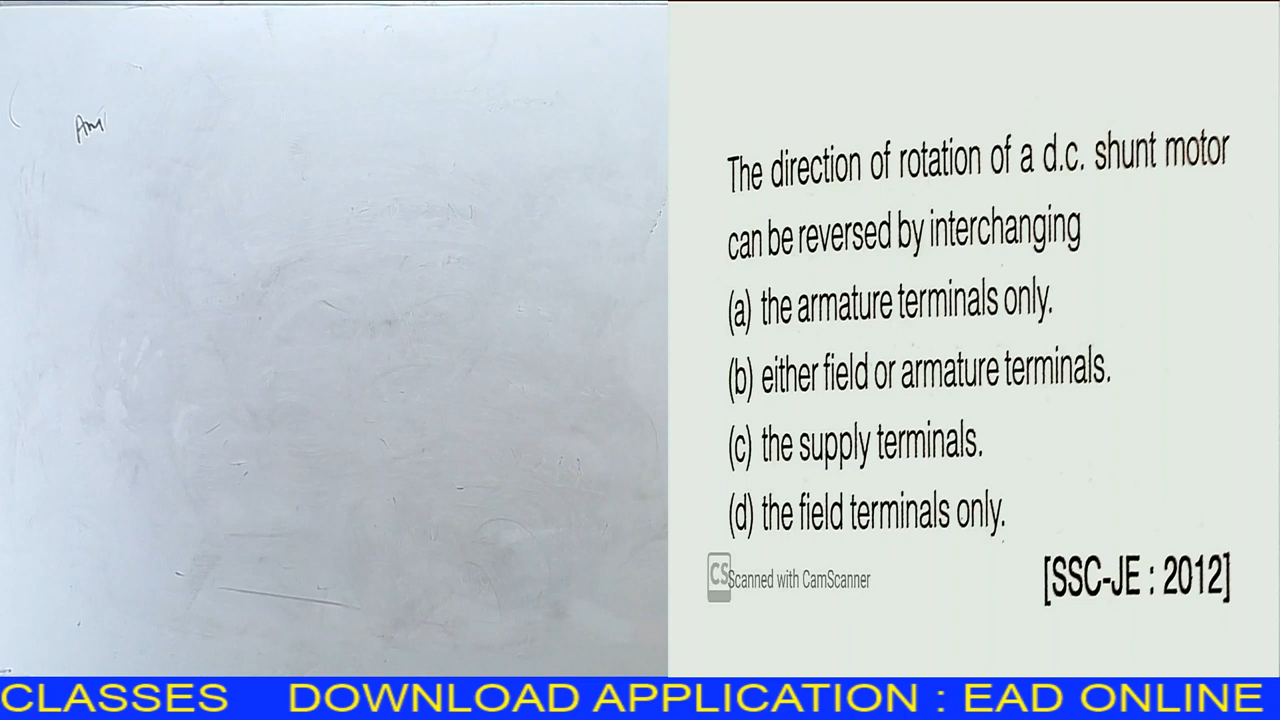 The direction of rotation of a d.c. shunt motor
can be reversed by interchanging
(a) the armature terminals only.
(b) either field or armature terminals.
(c) the supply terminals.
(d) the field terminals only.
CS Scanned with CamScanner
[SSC-JE : 2012]
CLASSES DOWNLOAD APPLICATION : EAD ONLINE